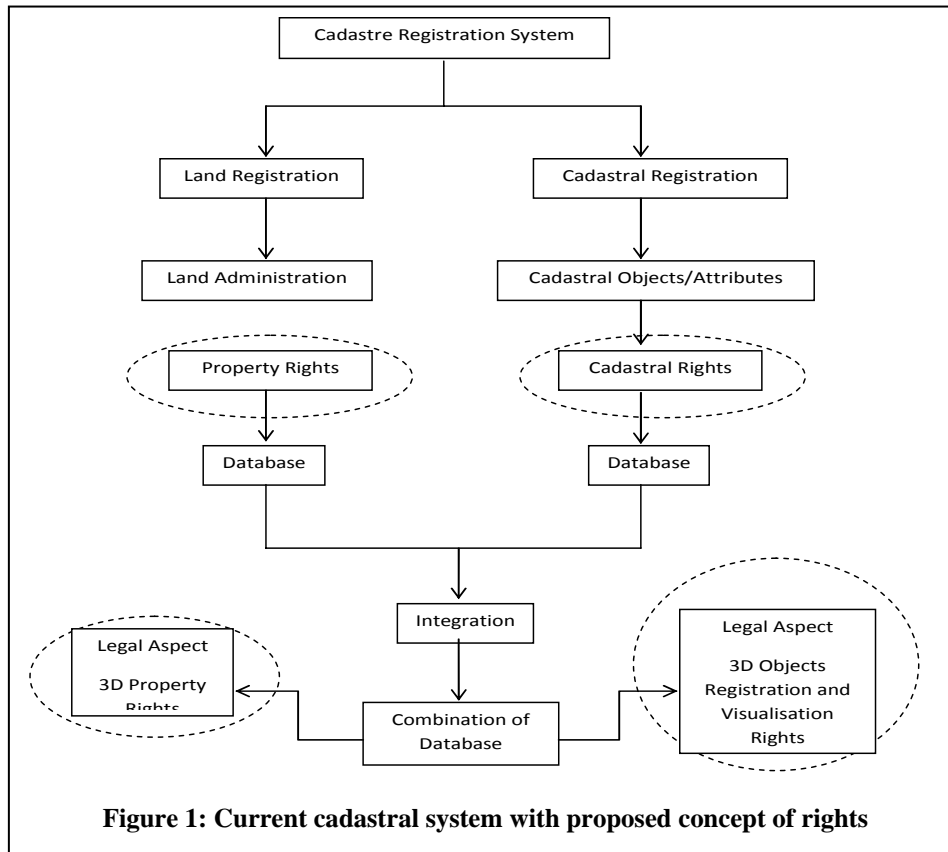 Cadastre Registration System
Land Registration
Cadastral Registration
Land Administration
Cadastral Objects/Attributes
Property Rights
Cadastral Rights
Database
Database
Integration
Legal Aspect
3D Property
Rights
Legal Aspect
3D Objects
Registration and
Visualisation
Rights
Combination of
Database
Figure 1: Current cadastral system with proposed concept of rights